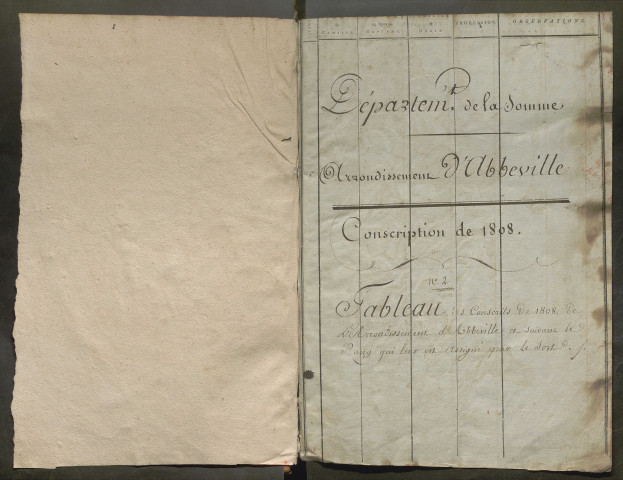 PROFESSION OBSERVATIONS
Départem.t de la Somme
Arrondissement D'Abbeville
Conscription de 1808.
n.º 2
Tableau des Conscrits de 1808, de
L'Arrondissement d'Abbeville et suivant le
Rang qui leur est assigné par le Sort